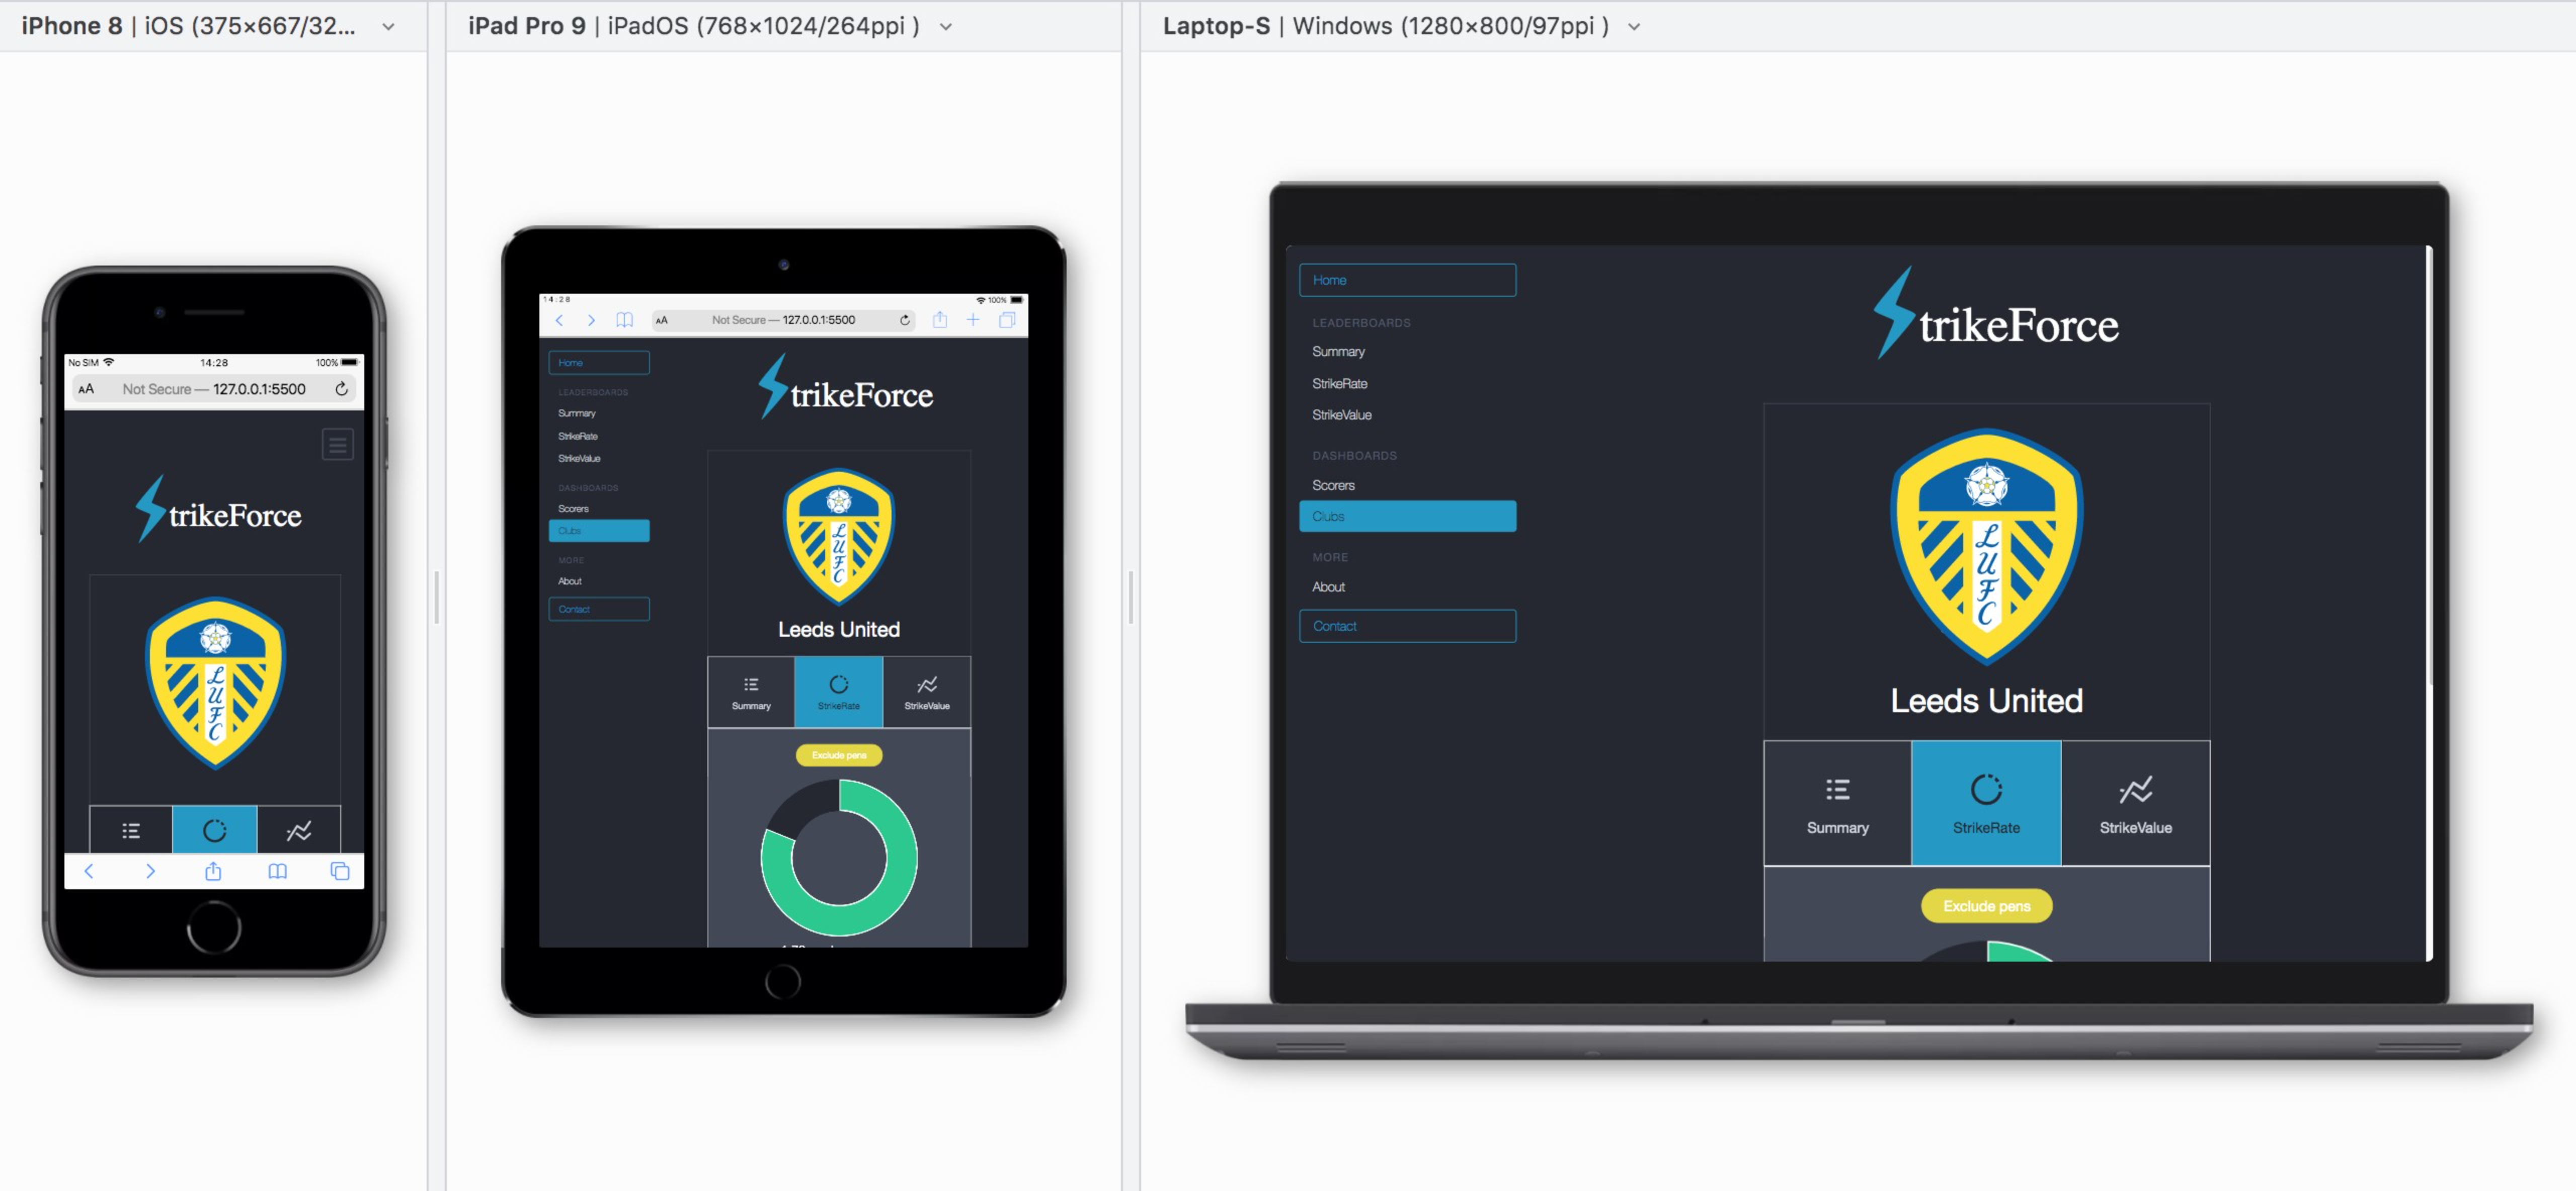 iPhone 8 | iOS (375×667/32...
No SIM 14:28 100%
AA Not Secure — 127.0.0.1:5500
trikeForce
LUFC
iPad Pro 9 | iPadOS (768×1024/264ppi )
14:28 100%
AA Not Secure — 127.0.0.1:5500
Home
LEADERBOARDS
Summary
StrikeRate
StrikeValue
DASHBOARDS
Scorers
Clubs
MORE
About
Contact
trikeForce
LUFC
Leeds United
Summary StrikeRate StrikeValue
Exclude pens
Laptop-S | Windows (1280×800/97ppi )
Home
LEADERBOARDS
Summary
StrikeRate
StrikeValue
DASHBOARDS
Scorers
Clubs
MORE
About
Contact
trikeForce
LUFC
Leeds United
Summary StrikeRate StrikeValue
Exclude pens